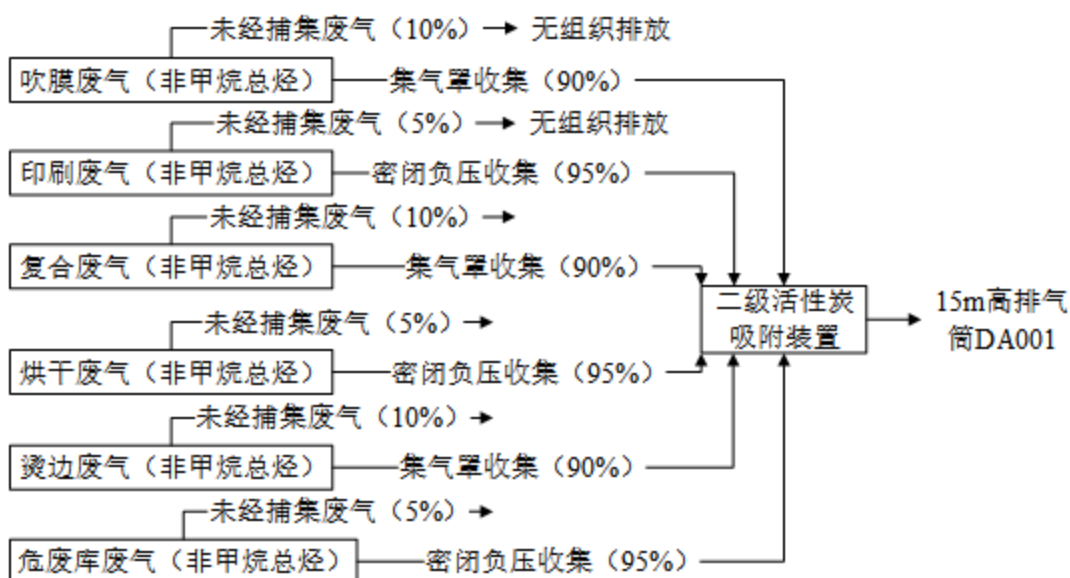 未经捕集废气（10%） 无组织排放
吹膜废气（非甲烷总烃） 集气罩收集（90%）
未经捕集废气（5%） 无组织排放
印刷废气（非甲烷总烃） 密闭负压收集（95%）
未经捕集废气（10%）
复合废气（非甲烷总烃） 集气罩收集（90%）
二级活性炭
吸附装置
15m高排气
筒DA001
未经捕集废气（5%）
烘干废气（非甲烷总烃） 密闭负压收集（95%）
未经捕集废气（10%）
烫边废气（非甲烷总烃） 集气罩收集（90%）
未经捕集废气（5%）
危废库废气（非甲烷总烃） 密闭负压收集（95%）